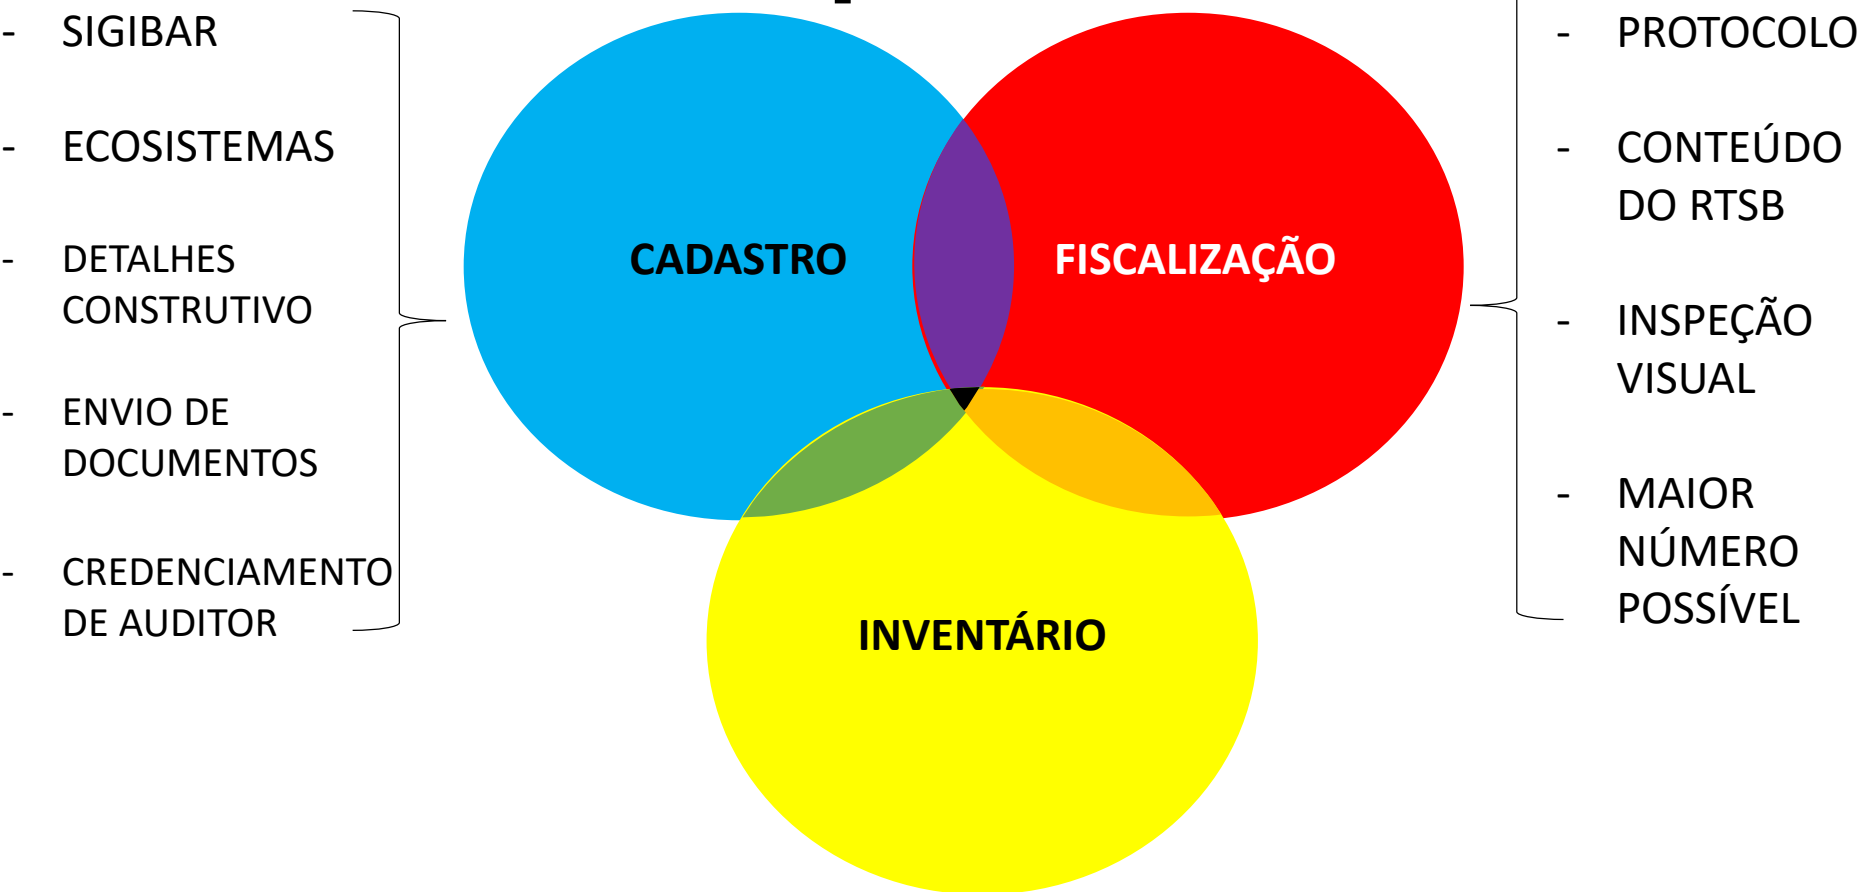 - SIGIBAR
- ECOSISTEMAS
- DETALHES
CONSTRUTIVO
- ENVIO DE
DOCUMENTOS
- CREDENCIAMENTO
DE AUDITOR
CADASTRO
FISCALIZAÇÃO
INVENTÁRIO
- PROTOCOLO
- CONTEÚDO
DO RTSB
- INSPEÇÃO
VISUAL
- MAIOR
NÚMERO
POSSÍVEL